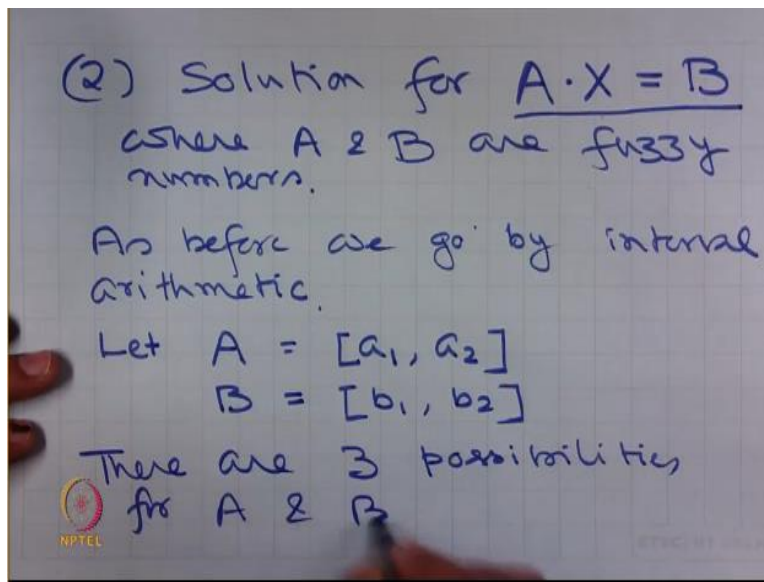 (2) Solution for A·X = B
where A & B are fuzzy
numbers.
As before we go by interval
arithmetic.
Let A = [a₁, a₂]
B = [b₁, b₂]
There are 3 possibilities
for A & B
NPTEL